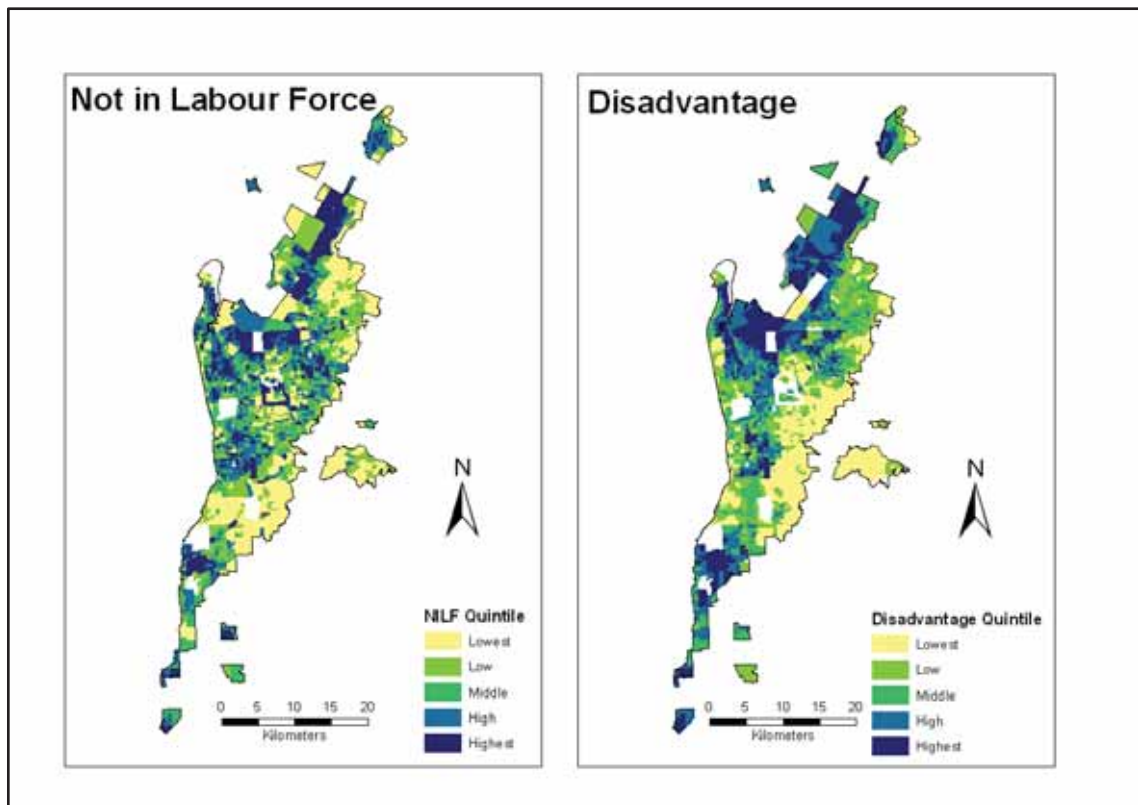 Not in Labour Force
N
NILF Quintile
Lowest
Low
Middle
High
Highest
0 5 10 15 20
Kilometers
Disadvantage
N
Disadvantage Quintile
Lowest
Low
Middle
High
Highest
0 5 10 15 20
Kilometers